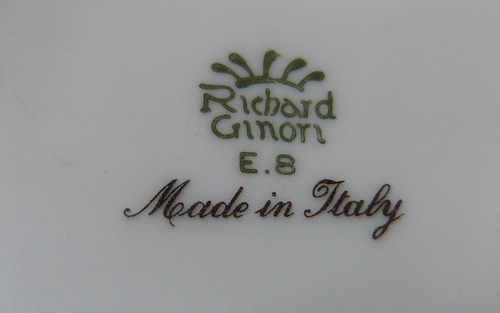 Richard
Ginori
E.8
Made in Italy